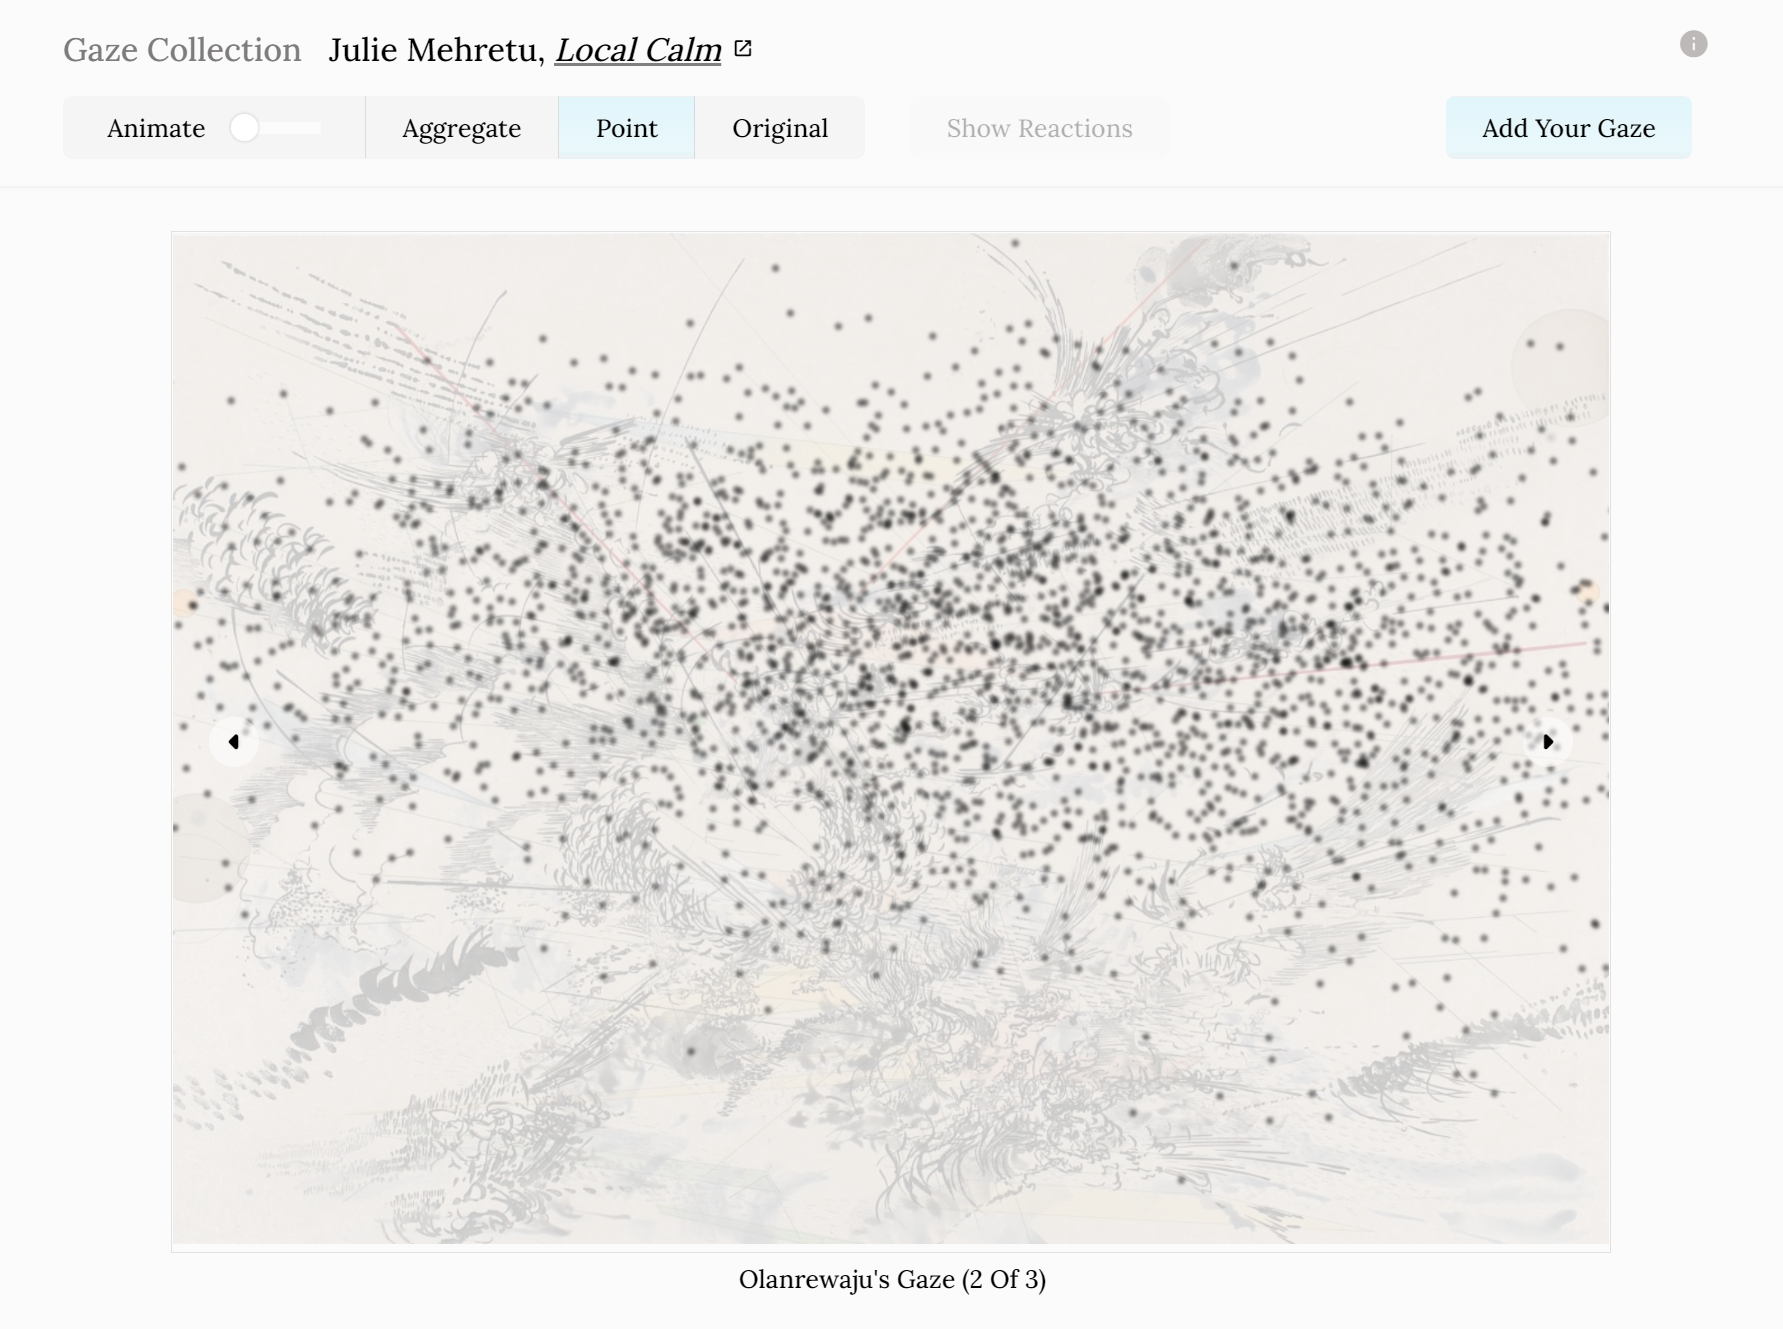 Gaze Collection Julie Mehretu, Local Calm
Animate Aggregate Point Original Show Reactions Add Your Gaze
Olanrewaju's Gaze (2 Of 3)